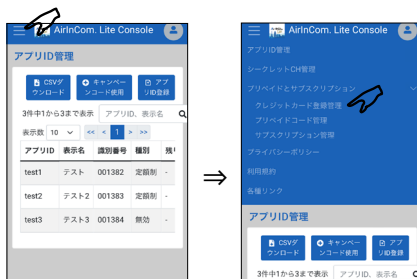 AirInCom. Lite Console
アプリID管理
CSVダ
ウンロード
キャンペー
ンコード使用
アプ
リID登録
3件中1から3まで表示
アプリID、表示名
表示数 10
<< < 1 > >>
アプリID 表示名 識別番号 種別 残り
test1 テスト 001382 定額制 -
test2 テスト2 001383 定額制 -
test3 テスト3 001384 無効 -
⇒
AirInCom. Lite Console
アプリID管理
シークレットCH管理
プリペイドとサブスクリプション
クレジットカード登録管理
プリペイドコード管理
サブスクリプション管理
プライバシーポリシー
利用規約
各種リンク
アプリID管理
CSVダ
ウンロード
キャンペー
ンコード使用
アプ
リID登録
3件中1から3まで表示
アプリID、表示名